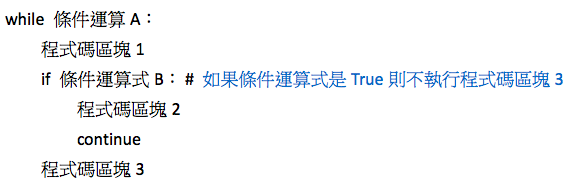 while 條件運算 A：
程式碼區塊 1
if 條件運算式 B： # 如果條件運算式是 True 則不執行程式碼區塊 3
程式碼區塊 2
continue
程式碼區塊 3